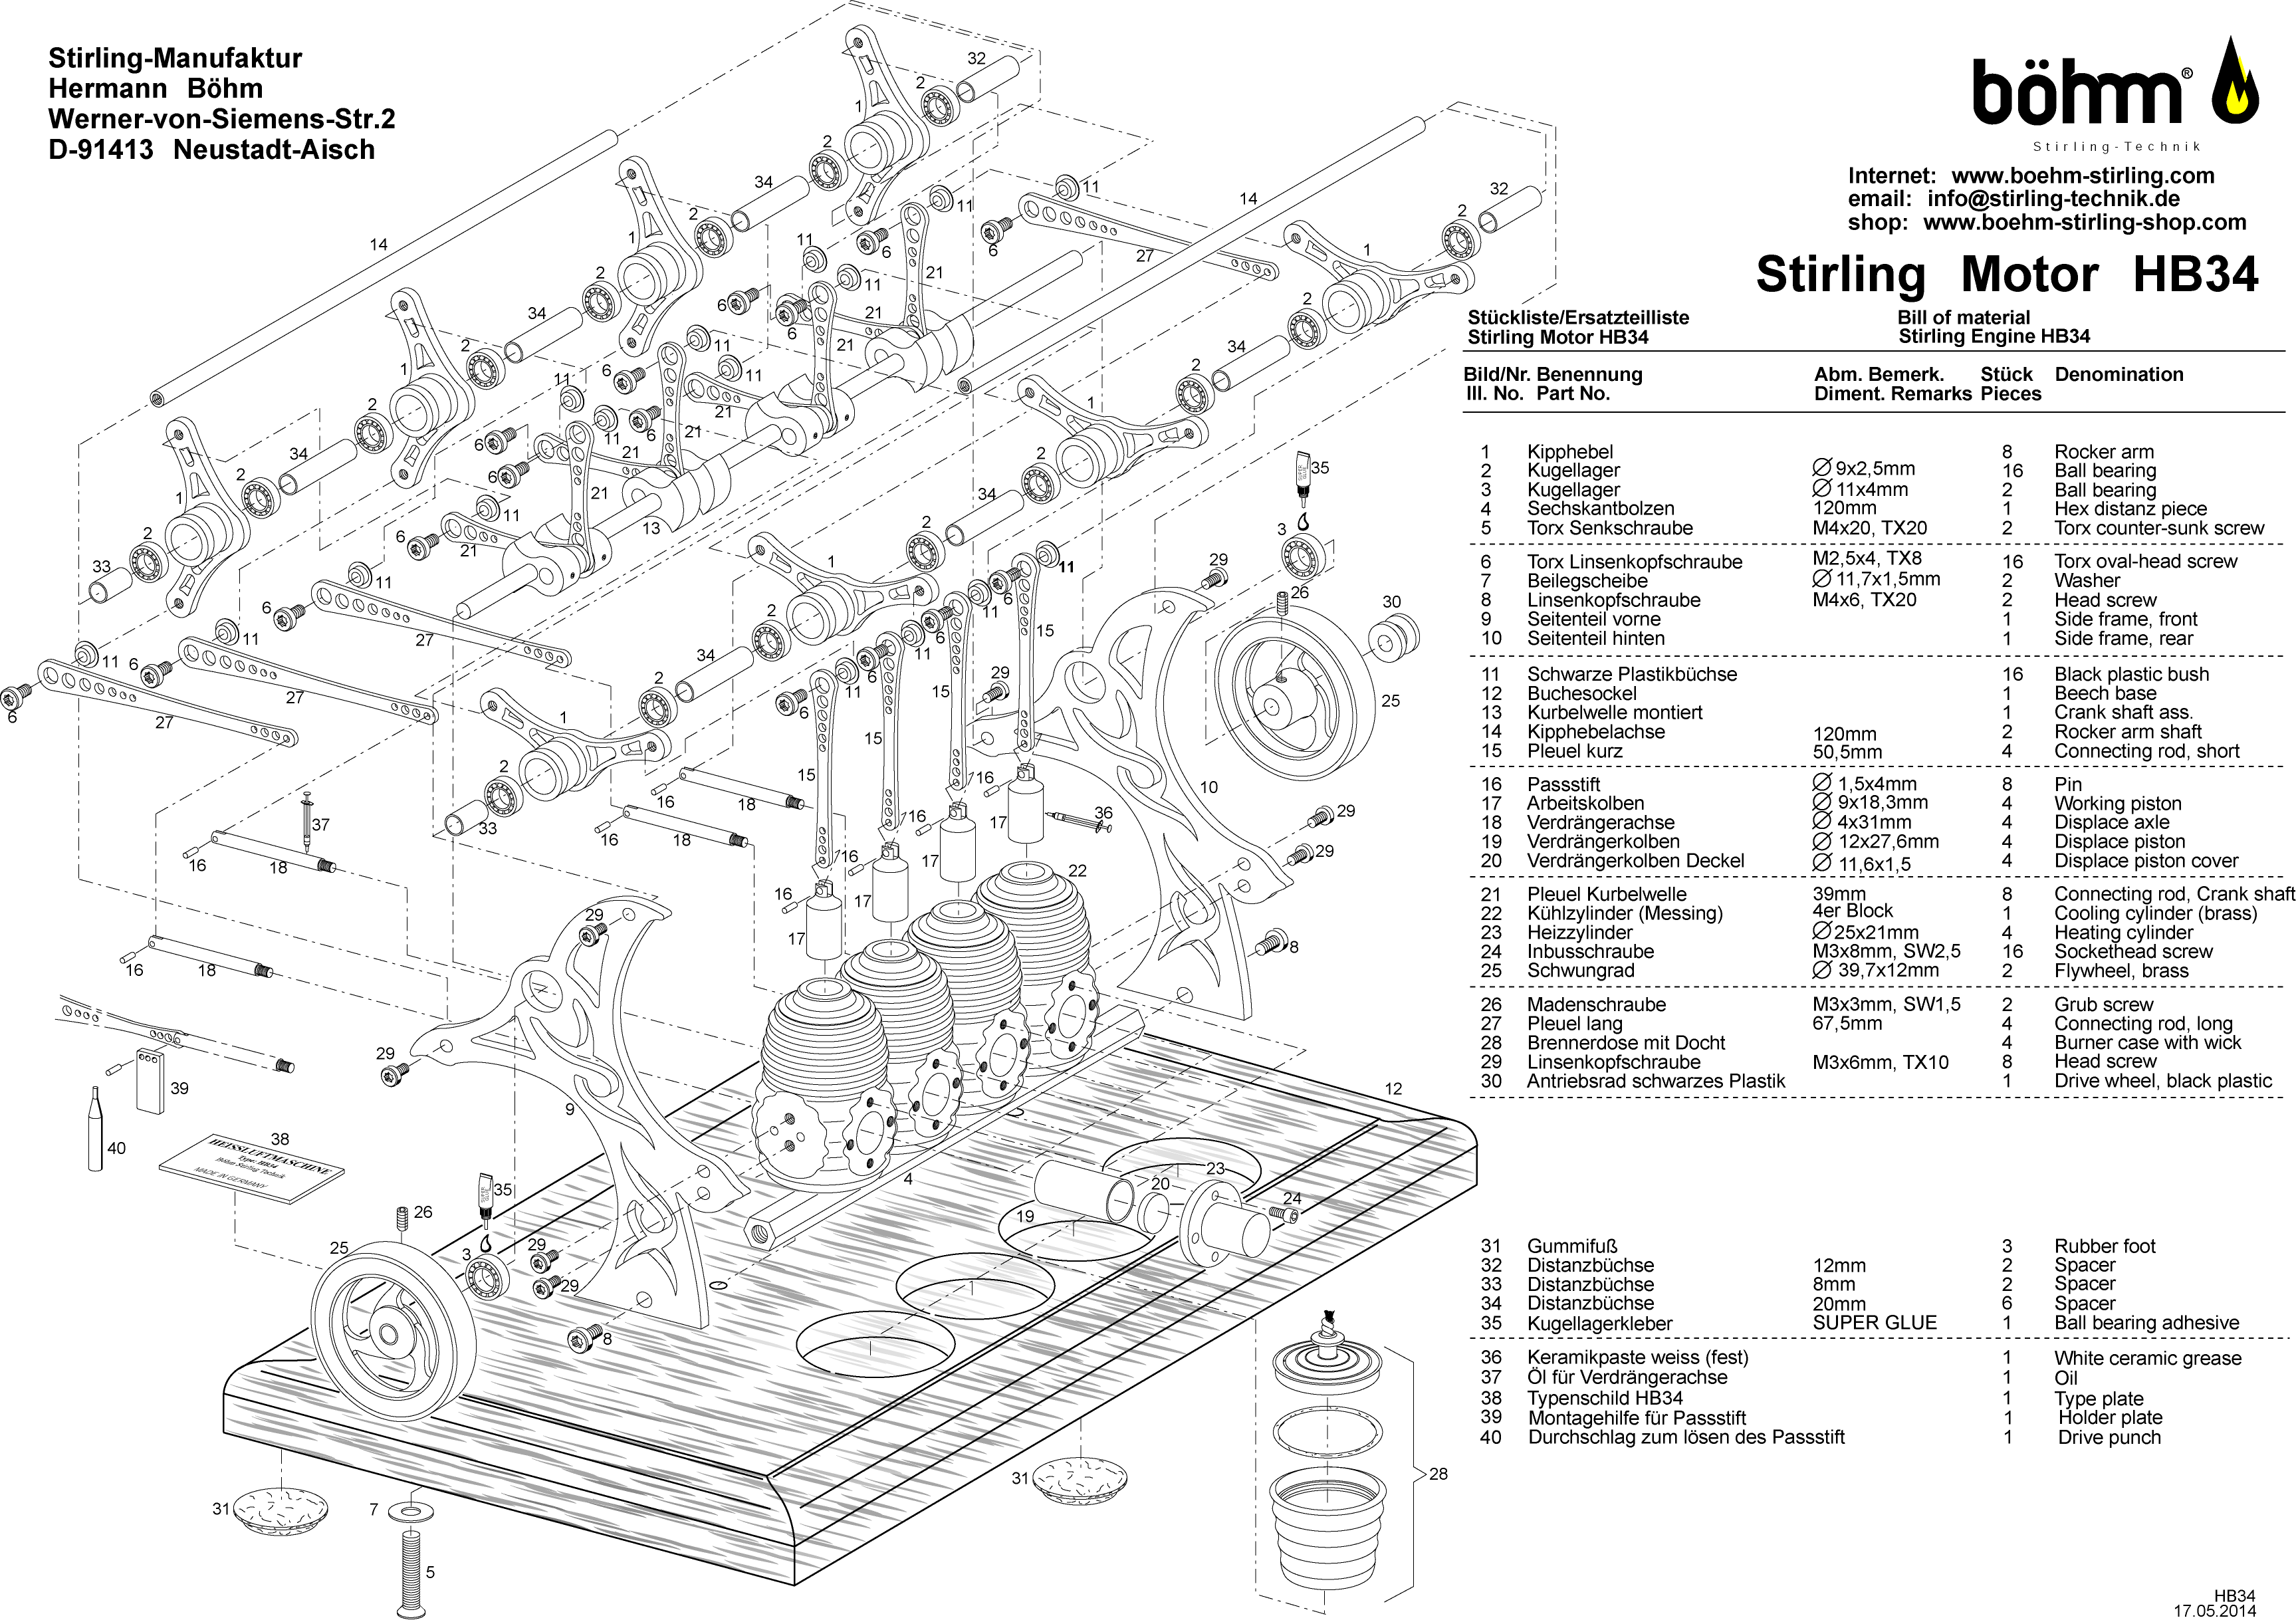 Stirling-Manufaktur
Hermann Böhm
Werner-von-Siemens-Str.2
D-91413 Neustadt-Aisch
böhm®
Stirling-Technik
Internet: www.boehm-stirling.com
email: info@stirling-technik.de
shop: www.boehm-stirling-shop.com
Stirling Motor HB34
Stückliste/Ersatzteilliste Bill of material
Stirling Motor HB34 Stirling Engine HB34
Bild/Nr. Benennung Abm. Bemerk. Stück Denomination
Ill. No. Part No. Diment. Remarks Pieces
1 Kipphebel 8 Rocker arm
2 Kugellager Ø 9x2,5mm 16 Ball bearing
3 Kugellager Ø 11x4mm 2 Ball bearing
4 Sechskantbolzen 120mm 1 Hex distanz piece
5 Torx Senkschraube M4x20, TX20 2 Torx counter-sunk screw
6 Torx Linsenkopfschraube M2,5x4, TX8 16 Torx oval-head screw
7 Beilegscheibe Ø 11,7x1,5mm 2 Washer
8 Linsenkopfschraube M4x6, TX20 2 Head screw
9 Seitenteil vorne 1 Side frame, front
10 Seitenteil hinten 1 Side frame, rear
11 Schwarze Plastikbüchse 16 Black plastic bush
12 Buchesockel 1 Beech base
13 Kurbelwelle montiert 1 Crank shaft ass.
14 Kipphebelachse 120mm 2 Rocker arm shaft
15 Pleuel kurz 50,5mm 4 Connecting rod, short
16 Passstift Ø 1,5x4mm 8 Pin
17 Arbeitskolben Ø 9x18,3mm 4 Working piston
18 Verdrängerachse Ø 4x31mm 4 Displace axle
19 Verdrängerkolben Ø 12x27,6mm 4 Displace piston
20 Verdrängerkolben Deckel Ø 11,6x1,5 4 Displace piston cover
21 Pleuel Kurbelwelle 39mm 8 Connecting rod, Crank shaft
22 Kühlzylinder (Messing) 4er Block 1 Cooling cylinder (brass)
23 Heizzylinder Ø25x21mm 4 Heating cylinder
24 Inbusschraube M3x8mm, SW2,5 16 Sockethead screw
25 Schwungrad Ø 39,7x12mm 2 Flywheel, brass
26 Madenschraube M3x3mm, SW1,5 2 Grub screw
27 Pleuel lang 67,5mm 4 Connecting rod, long
28 Brennerdose mit Docht 4 Burner case with wick
29 Linsenkopfschraube M3x6mm, TX10 8 Head screw
30 Antriebsrad schwarzes Plastik 1 Drive wheel, black plastic
31 Gummifuß 3 Rubber foot
32 Distanzbüchse 12mm 2 Spacer
33 Distanzbüchse 8mm 2 Spacer
34 Distanzbüchse 20mm 6 Spacer
35 Kugellagerkleber SUPER GLUE 1 Ball bearing adhesive
36 Keramikpaste weiss (fest) 1 White ceramic grease
37 Öl für Verdrängerachse 1 Oil
38 Typenschild HB34 1 Type plate
39 Montagehilfe für Passstift 1 Holder plate
40 Durchschlag zum lösen des Passstift 1 Drive punch
HEISSLUFTMASCHINE
Type: HB34
Böhm Stirling Technik
MADE IN GERMANY
HB34
17.05.2014